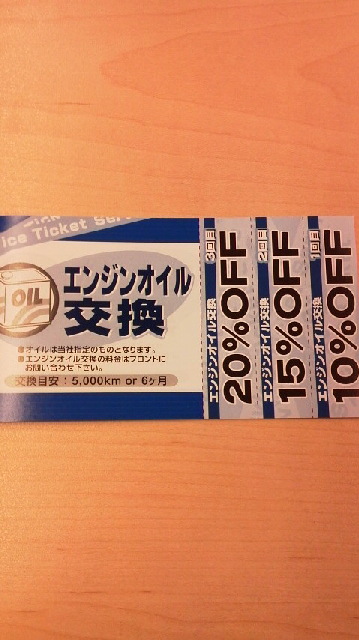 ice Ticket Ser
OIL
エンジンオイル
交換
●オイルは当社指定のものとなります。
●エンジンオイル交換の料金はフロントに
お問い合わせ下さい。
交換目安：5,000km or 6ヶ月
エンジンオイル交換 3回目
20%OFF
エンジンオイル交換 2回目
15%OFF
エンジンオイル交換 1回目
10%OFF